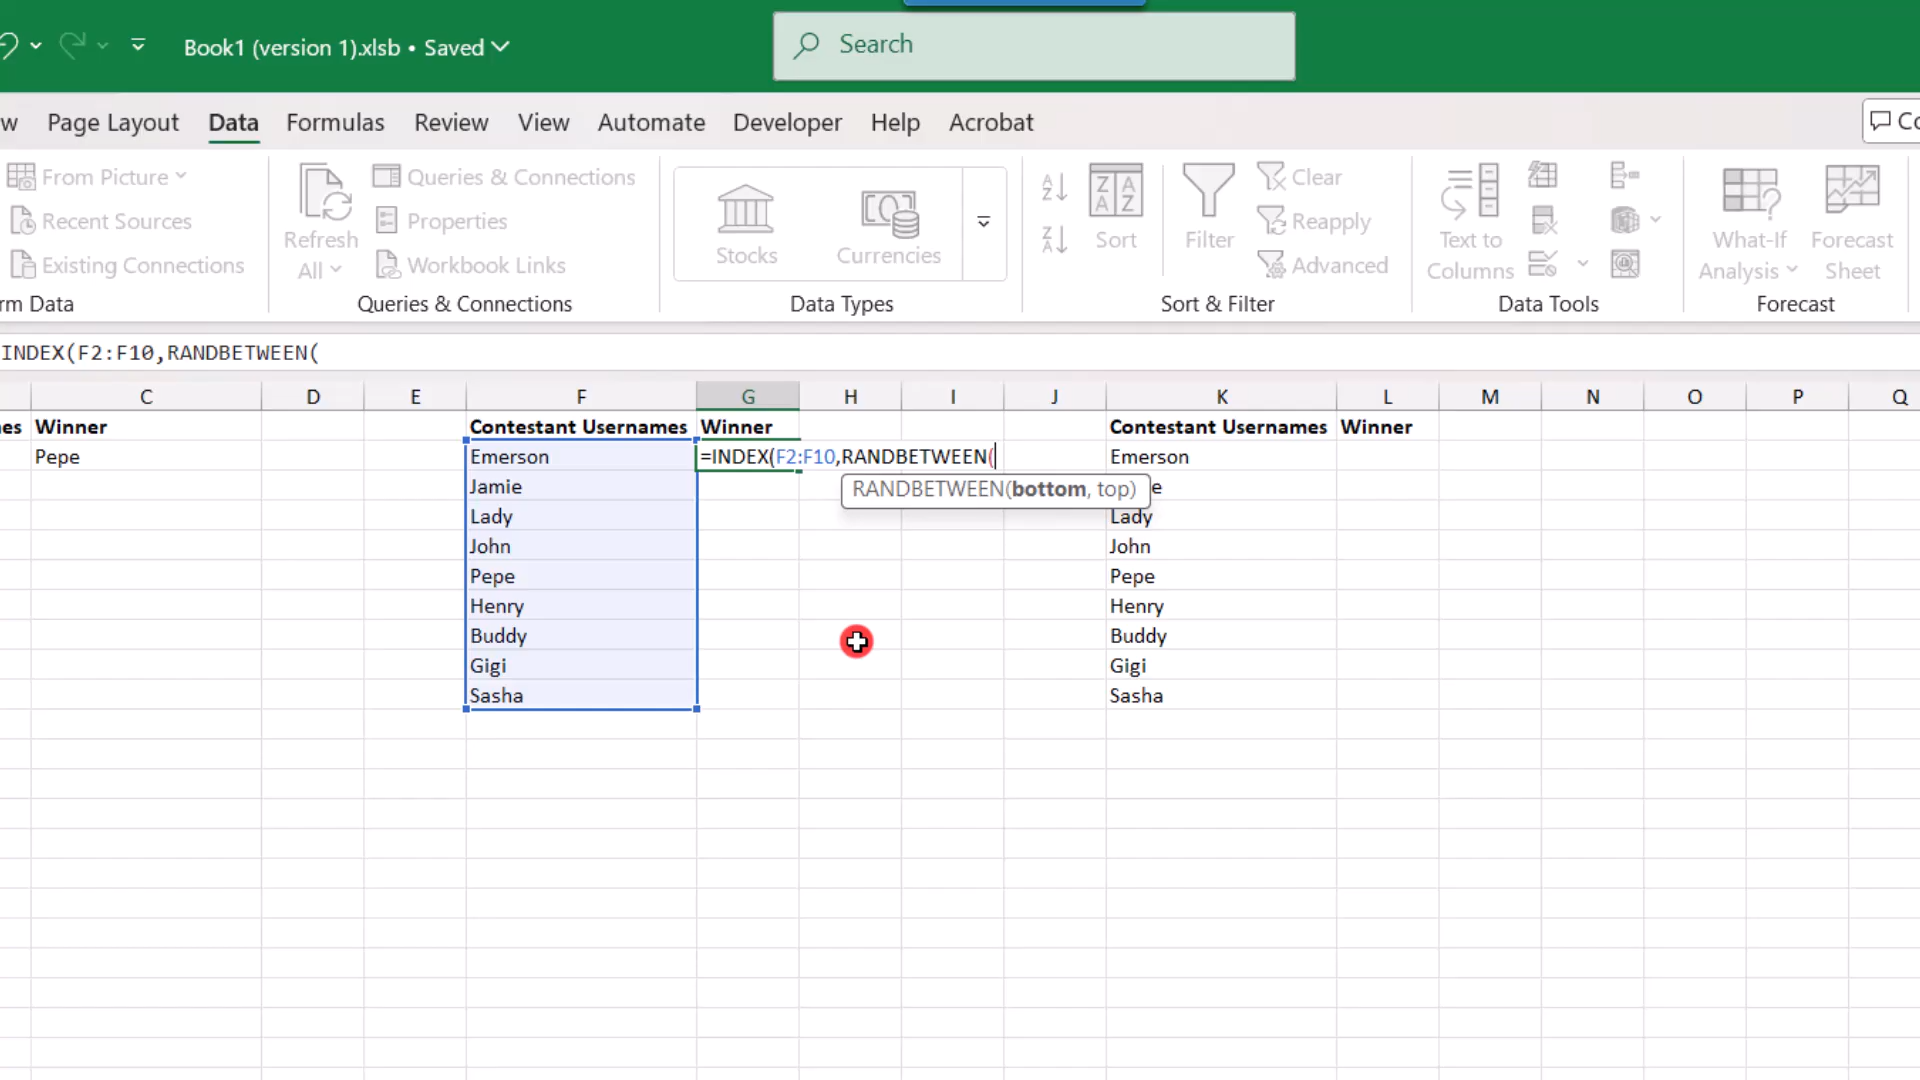 Book1 (version 1).xlsb • Saved
Search
w Page Layout Data Formulas Review View Automate Developer Help Acrobat Co
From Picture
Recent Sources
Existing Connections
rm Data
Refresh All
Queries & Connections
Properties
Workbook Links
Queries & Connections
Stocks
Currencies
Data Types
Sort
Filter
Clear
Reapply
Advanced
Sort & Filter
Text to Columns
Data Tools
What-If Analysis
Forecast Sheet
Forecast
INDEX(F2:F10,RANDBETWEEN(
C D E F G H I J K L M N O P Q
es Winner Contestant Usernames Winner Contestant Usernames Winner
Pepe Emerson =INDEX(F2:F10,RANDBETWEEN( Emerson
Jamie RANDBETWEEN(bottom, top) e
Lady Lady
John John
Pepe Pepe
Henry Henry
Buddy Buddy
Gigi Gigi
Sasha Sasha